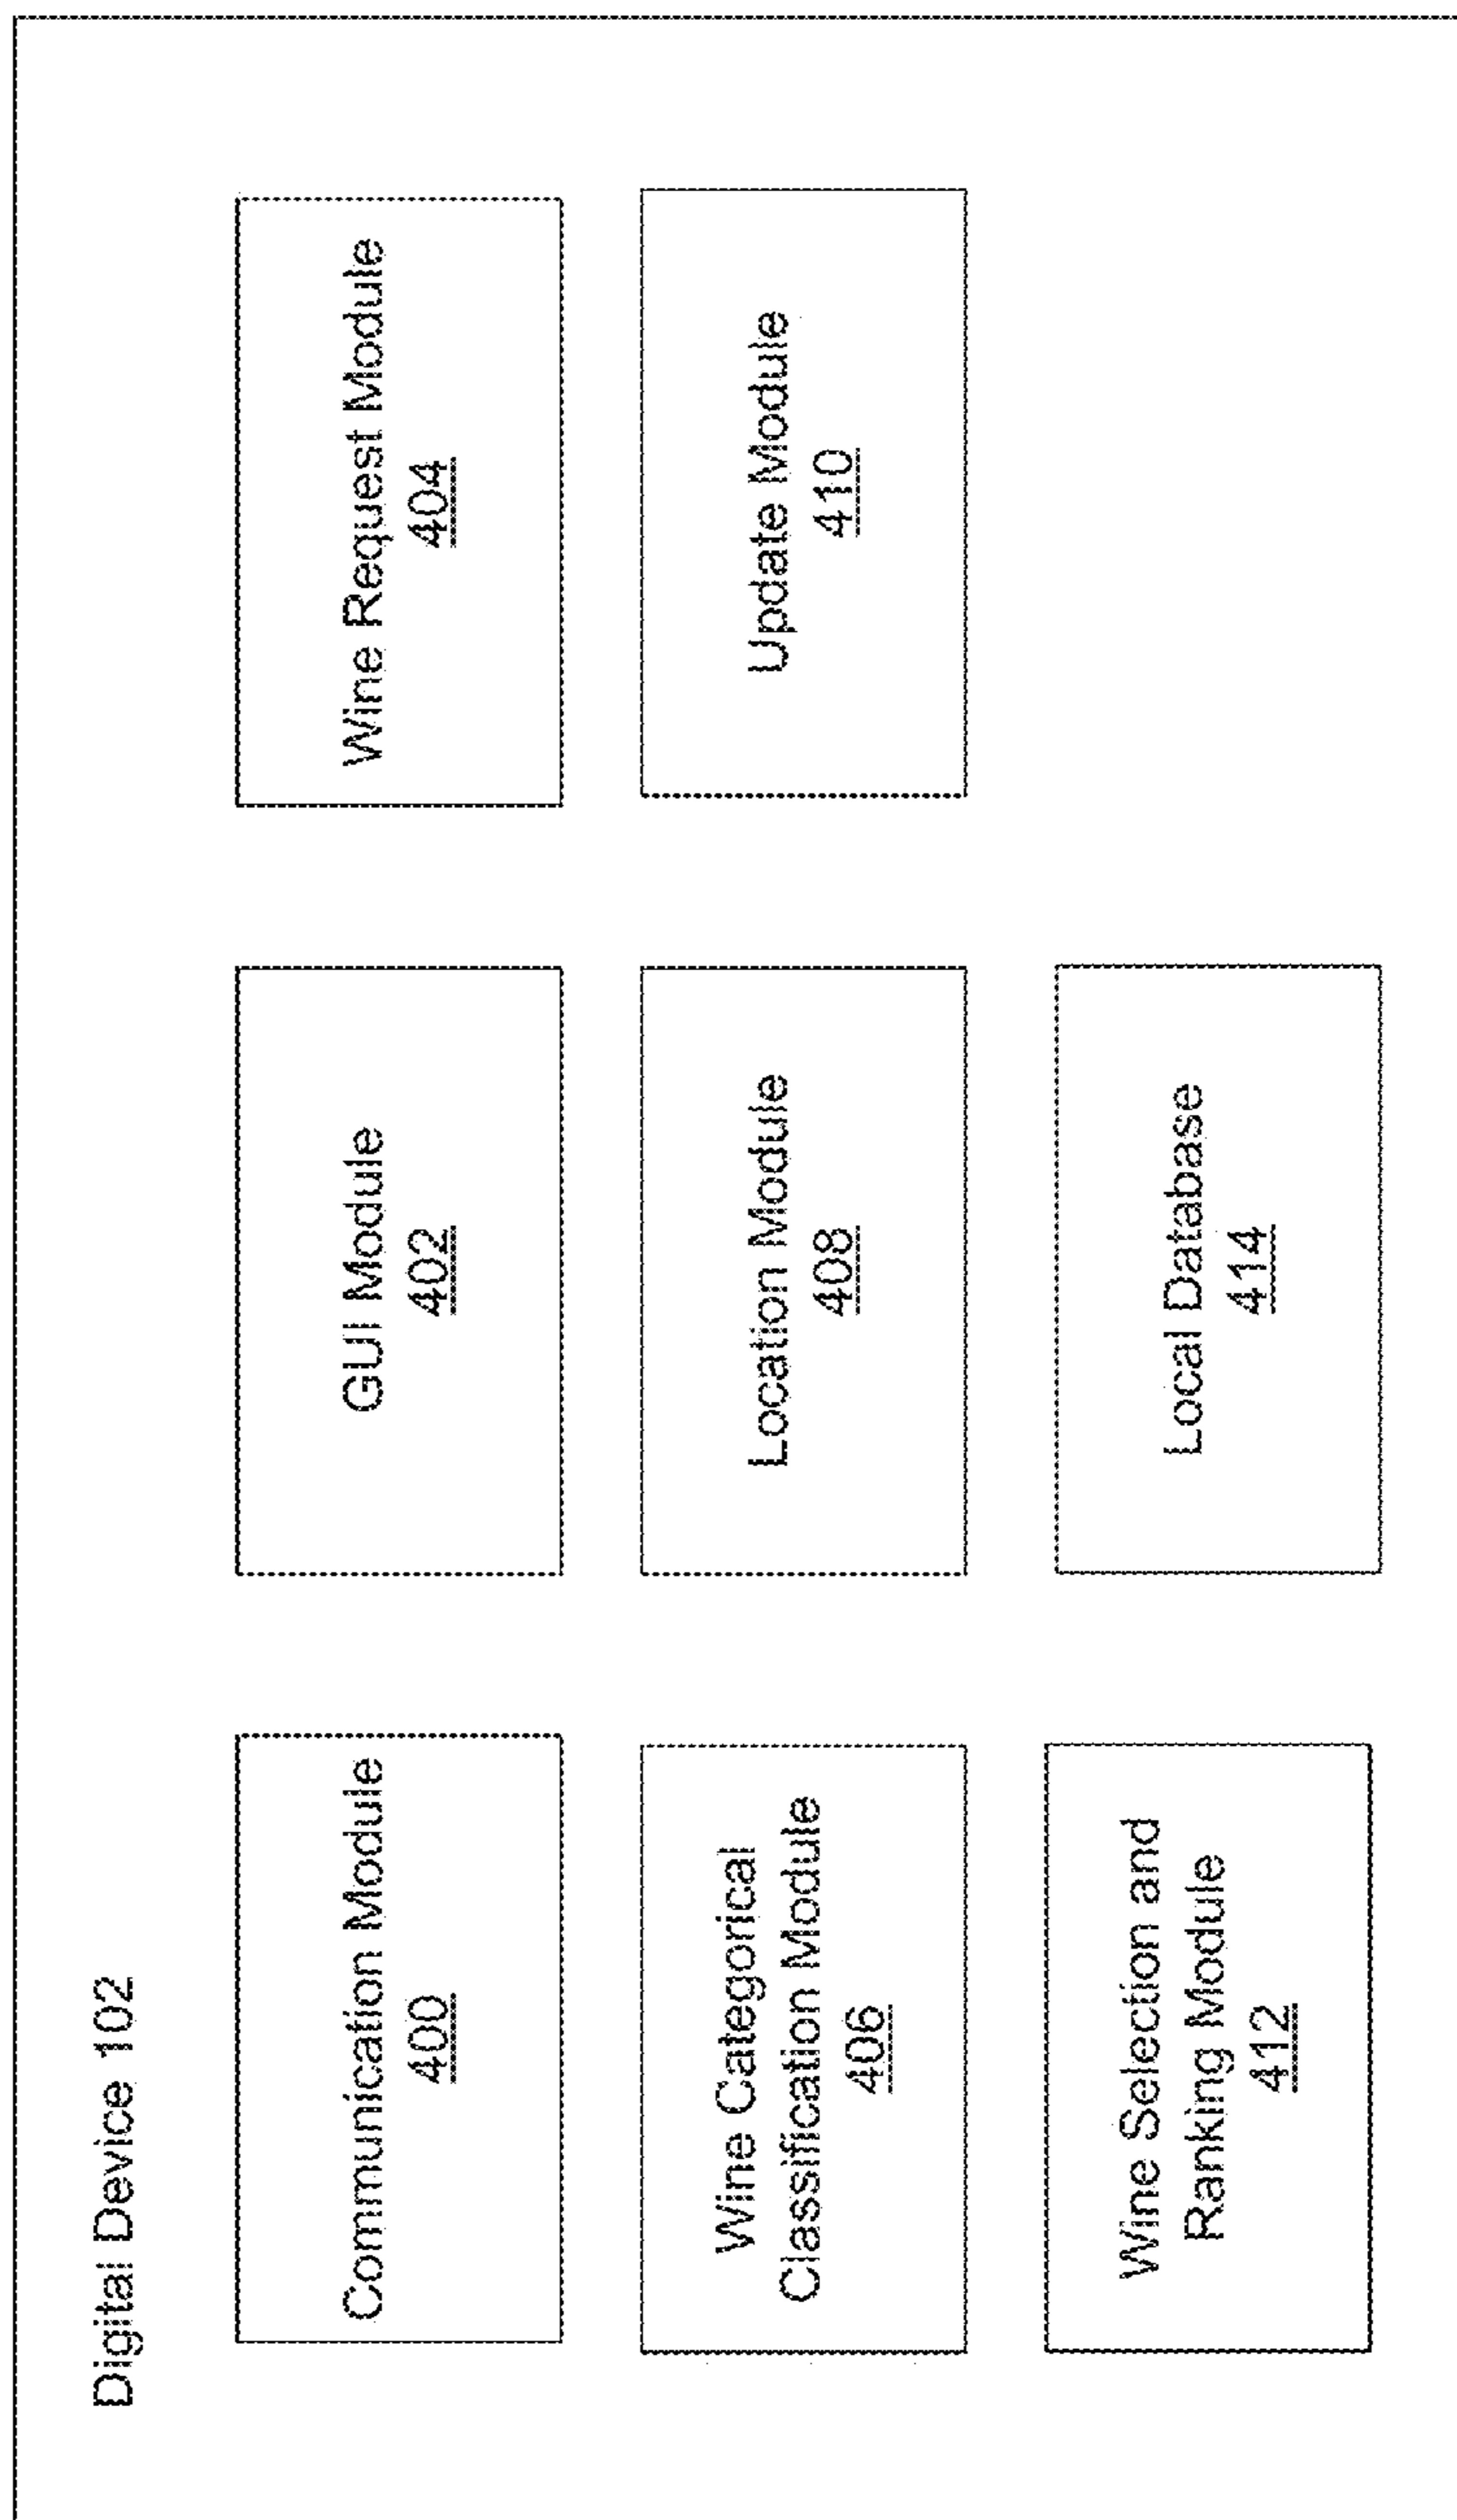 Digital Device 102
Communication Module
400
GUI Module
402
Wine Request Module
404
Wine Categorical
Classification Module
406
Location Module
408
Update Module
410
Wine Selection and
Ranking Module
412
Local Database
414